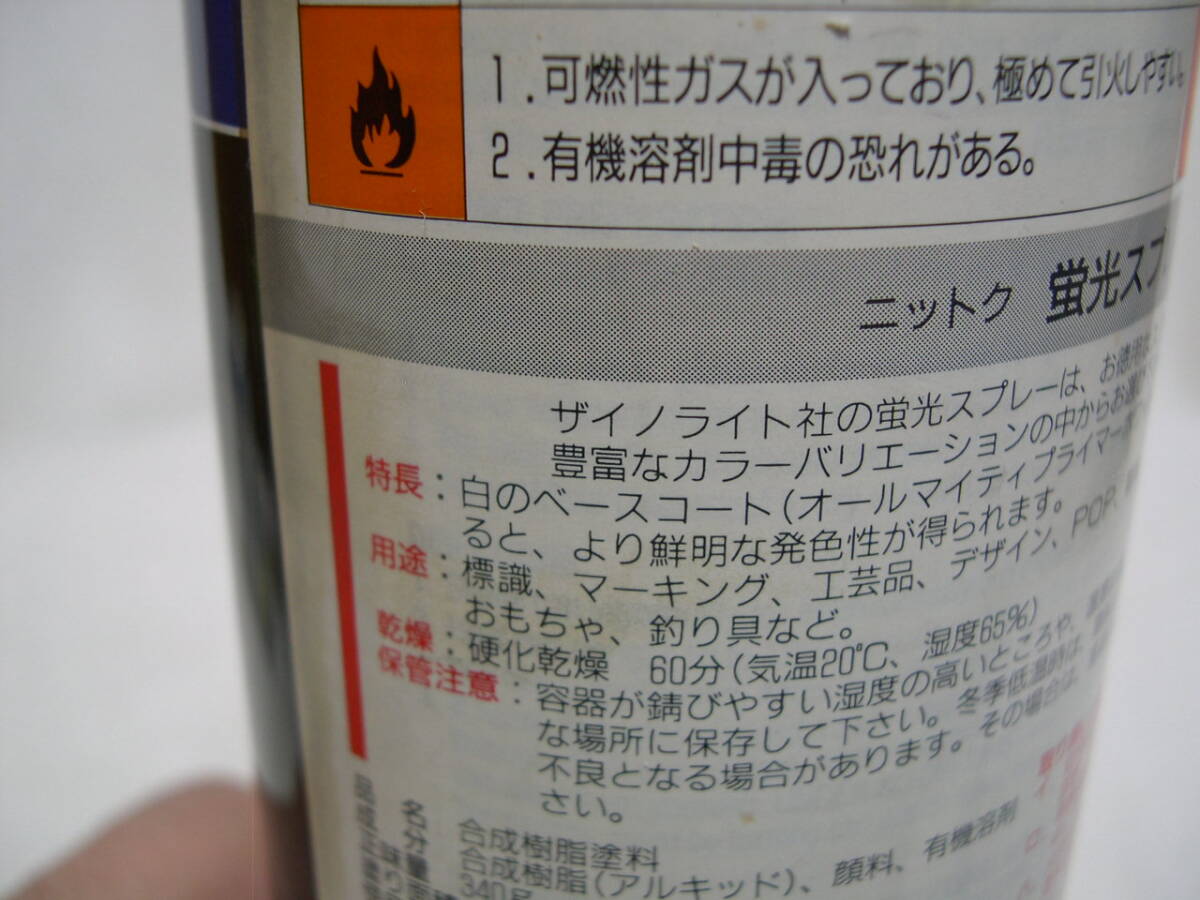 1.可燃性ガスが入っており、極めて引火しやすい。
2.有機溶剤中毒の恐れがある。
ニットク 蛍光スプ
ザイノライト社の蛍光スプレーは、お徳用
豊富なカラーバリエーションの中からお選び
特長：白のベースコート（オールマイティプライマー
ると、より鮮明な発色性が得られます。
用途：標識、マーキング、工芸品、デザイン、POP、
おもちゃ、釣り具など。
乾燥：硬化乾燥 60分（気温20℃、湿度65%）
保管注意：容器が錆びやすい湿度の高いところや、
な場所に保存して下さい。冬季低温時は、
不良となる場合があります。その場合は、
さい。
品名 合成樹脂塗料
成分 合成樹脂（アルキッド）、顔料、有機溶剤
正味量 340